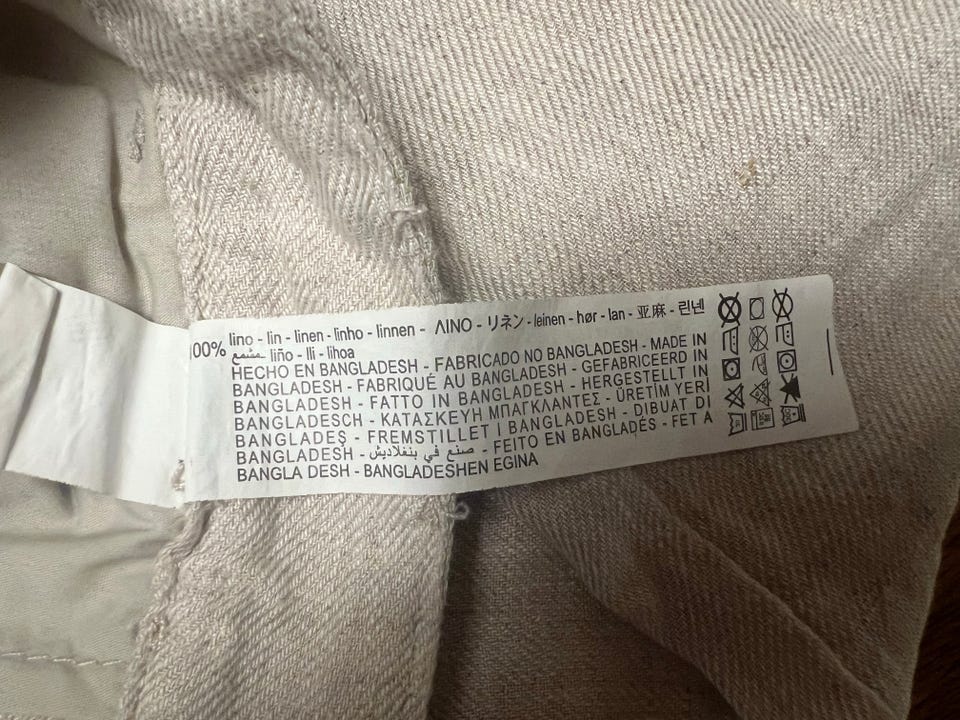 00% lino - lin - linen - linho - linnen - ΛΙΝΟ - リネン - leinen - hør - lan - 亚麻 - 린넨
liño - lli - lihoa
HECHO EN BANGLADESH - FABRICADO NO BANGLADESH - MADE IN
BANGLADESH - FABRIQUÉ AU BANGLADESH - GEFABRICEERD IN
BANGLADESH - FATTO IN BANGLADESH - HERGESTELLT IN
BANGLADESCH - ΚΑΤΑΣΚΕΥΗ ΜΠΑΓΚΛΑΝΤΕΣ - ÜRETİM YERİ
BANGLADEŞ - FREMSTILLET I BANGLADESH - DIBUAT DI
BANGLADESH - صنع في بنغلاديش - FEITO EN BANGLADÉS - FET A
BANGLA DESH - BANGLADESHEN EGINA